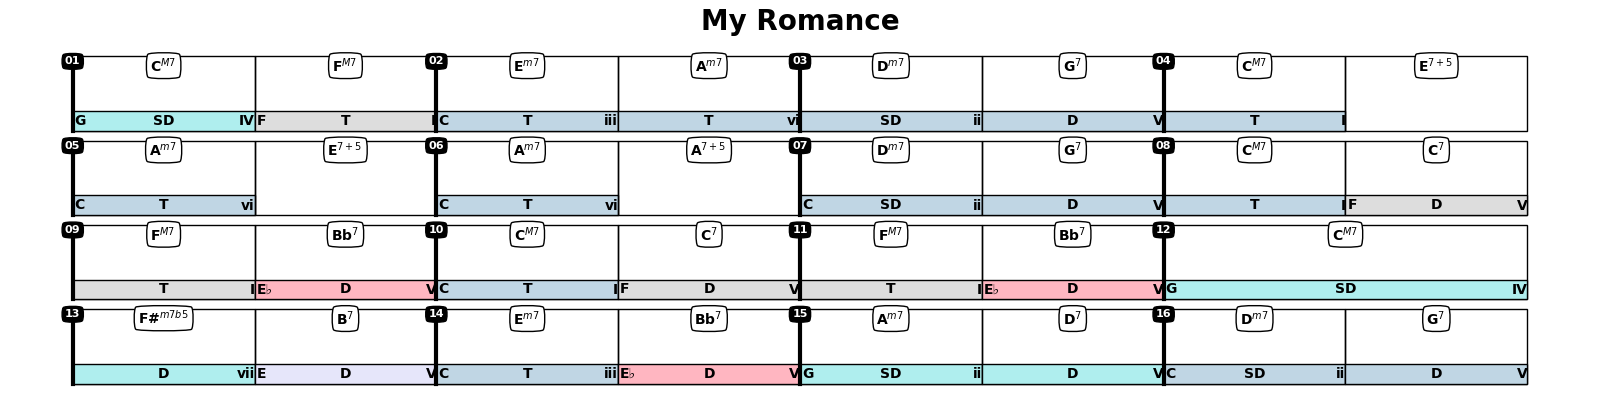 My Romance
01 C M7 F M7 02 E m7 A m7 03 D m7 G 7 04 C M7 E 7+5
G SD IV F T I C T iii T vi SD ii D V T I
05 A m7 E 7+5 06 A m7 A 7+5 07 D m7 G 7 08 C M7 C 7
C T vi C T vi C SD ii D V T I F D V
09 F M7 Bb 7 10 C M7 C 7 11 F M7 Bb 7 12 C M7
T I E♭ D V C T I F D V T I E♭ D V G SD IV
13 F# m7b5 B 7 14 E m7 Bb 7 15 A m7 D 7 16 D m7 G 7
D vii E D V C T iii E♭ D V G SD ii D V C SD ii D V